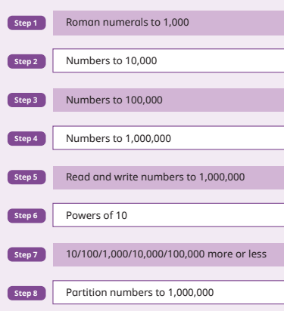 Step 1 Roman numerals to 1,000
Step 2 Numbers to 10,000
Step 3 Numbers to 100,000
Step 4 Numbers to 1,000,000
Step 5 Read and write numbers to 1,000,000
Step 6 Powers of 10
Step 7 10/100/1,000/10,000/100,000 more or less
Step 8 Partition numbers to 1,000,000